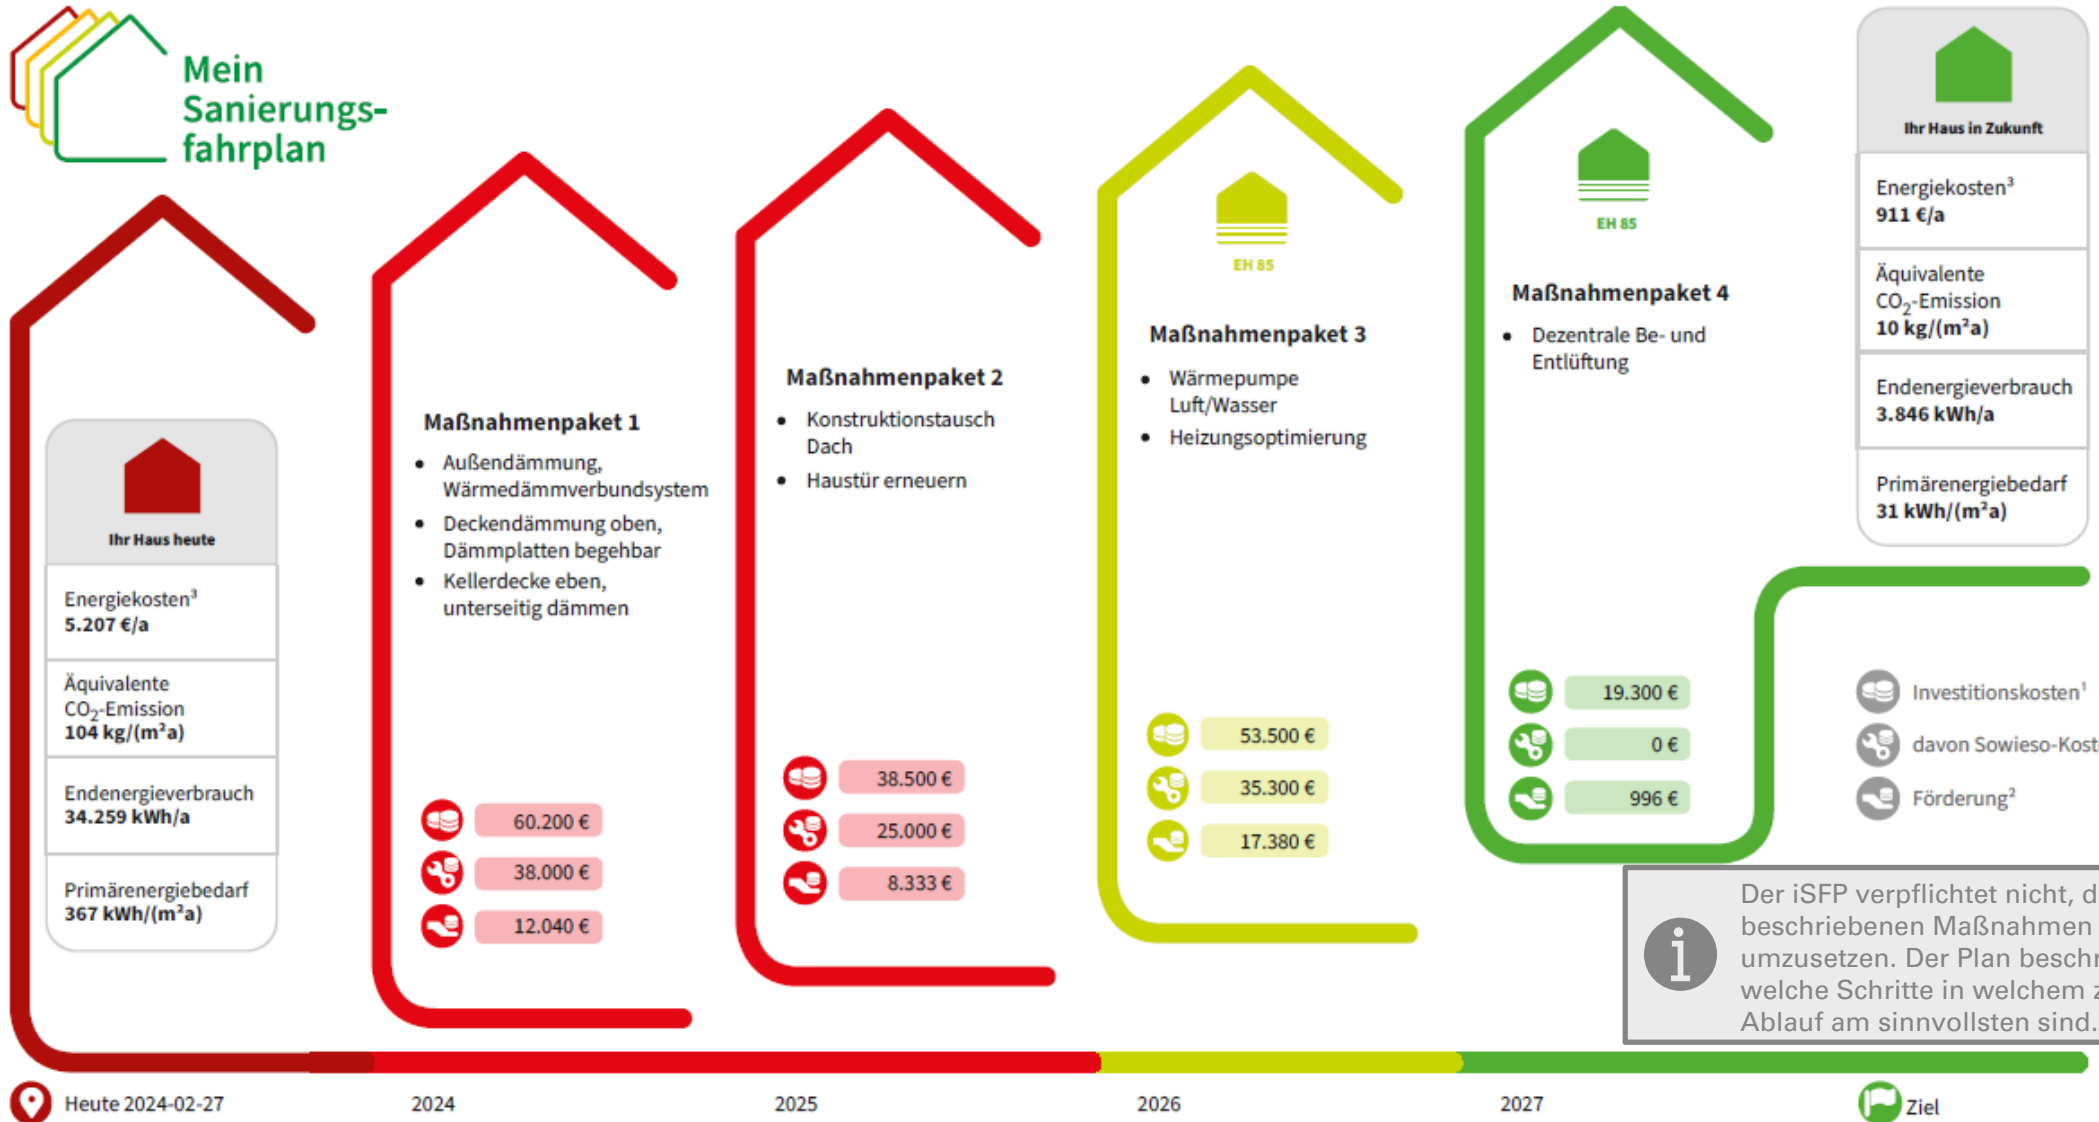 Mein
Sanierungs-
fahrplan
Ihr Haus heute
Energiekosten³
5.207 €/a
Äquivalente
CO₂-Emission
104 kg/(m²a)
Endenergieverbrauch
34.259 kWh/a
Primärenergiebedarf
367 kWh/(m²a)
Maßnahmenpaket 1
• Außendämmung,
Wärmedämmverbundsystem
• Deckendämmung oben,
Dämmplatten begehbar
• Kellerdecke eben,
unterseitig dämmen
60.200 €
38.000 €
12.040 €
Maßnahmenpaket 2
• Konstruktionstausch
Dach
• Haustür erneuern
38.500 €
25.000 €
8.333 €
EH 85
Maßnahmenpaket 3
• Wärmepumpe
Luft/Wasser
• Heizungsoptimierung
53.500 €
35.300 €
17.380 €
EH 85
Maßnahmenpaket 4
• Dezentrale Be- und
Entlüftung
19.300 €
0 €
996 €
Ihr Haus in Zukunft
Energiekosten³
911 €/a
Äquivalente
CO₂-Emission
10 kg/(m²a)
Endenergieverbrauch
3.846 kWh/a
Primärenergiebedarf
31 kWh/(m²a)
Investitionskosten¹
davon
Förderung²
Der iSFP verpflichtet nicht,
beschriebenen Maßnahmen
umzusetzen. Der Plan
welche Schritte in welchem
Ablauf am sinnvollsten sind.
Heute 2024-02-27
2024
2025
2026
2027
Ziel